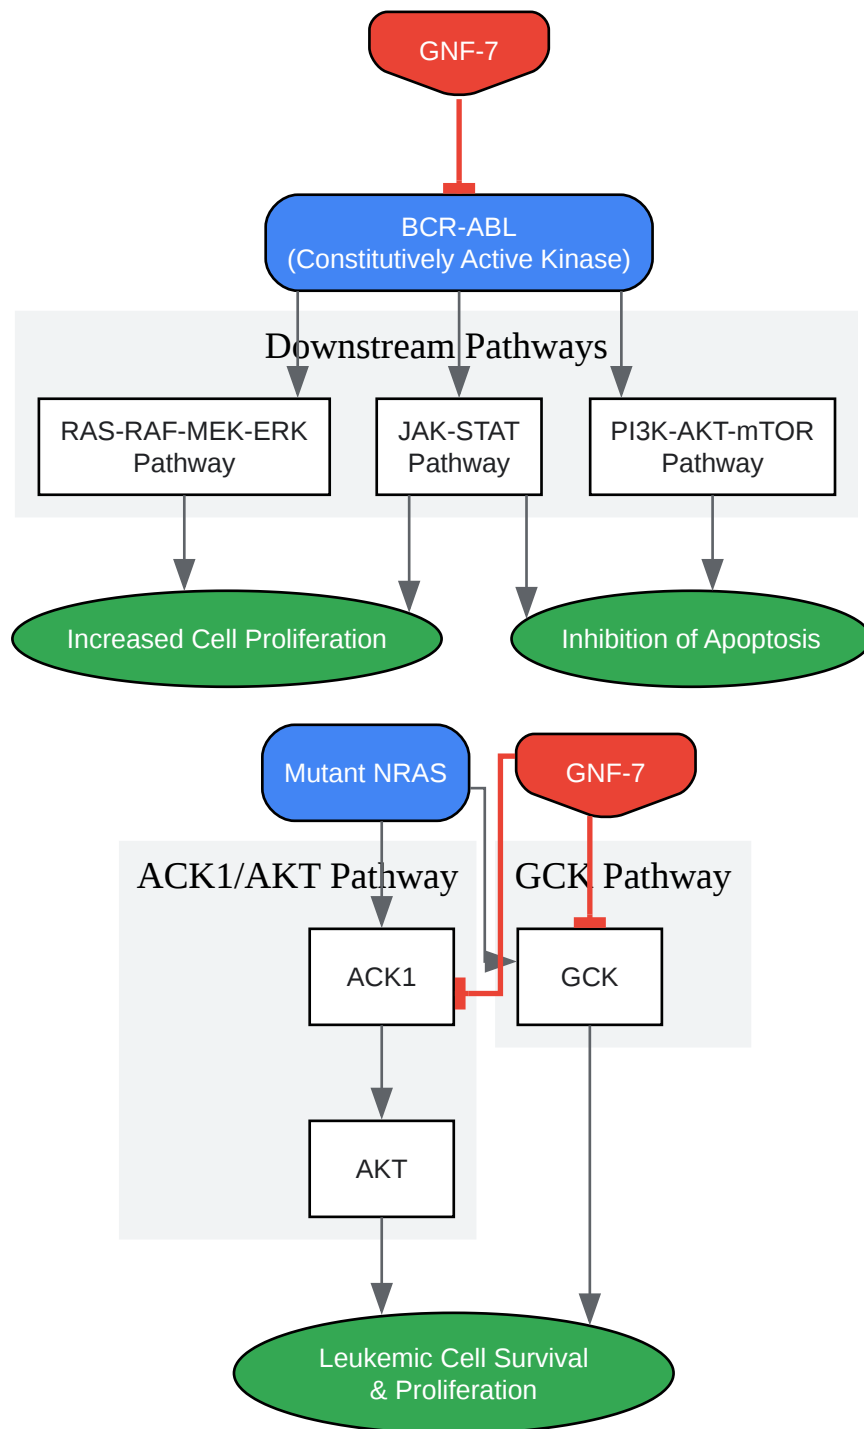 GNF-7
BCR-ABL
(Constitutively Active Kinase)
Downstream Pathways
RAS-RAF-MEK-ERK
Pathway
JAK-STAT
Pathway
PI3K-AKT-mTOR
Pathway
Increased Cell Proliferation
Inhibition of Apoptosis
Mutant NRAS
GNF-7
ACK1/AKT Pathway
GCK Pathway
ACK1
GCK
AKT
Leukemic Cell Survival
& Proliferation